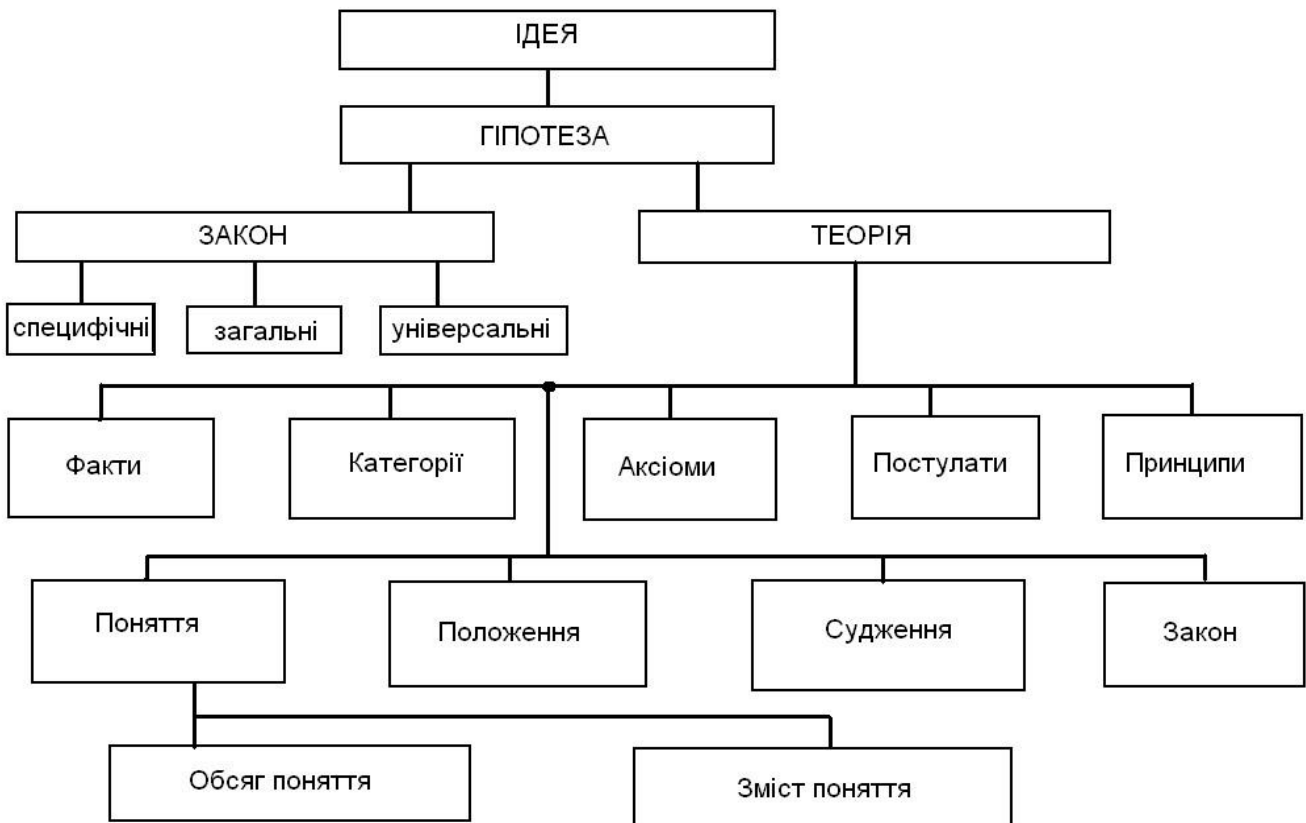 ІДЕЯ
ГІПОТЕЗА
ЗАКОН
ТЕОРІЯ
специфічні
загальні
універсальні
Факти
Категорії
Аксіоми
Постулати
Принципи
Поняття
Положення
Судження
Закон
Обсяг поняття
Зміст поняття